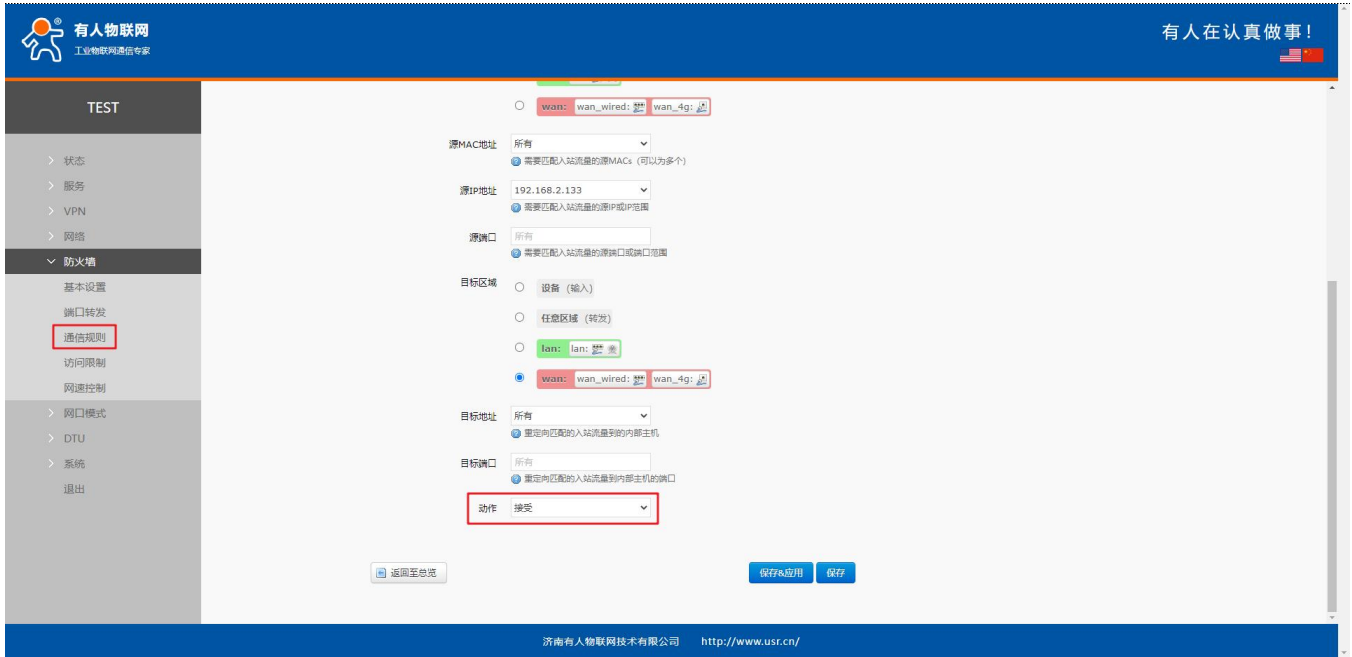 有人物联网
®
工业物联网通信专家
有人在认真做事!
TEST
状态
服务
VPN
网络
防火墙
基本设置
端口转发
通信规则
访问限制
网速控制
网口模式
DTU
系统
退出
wan: wan_wired: wan_4g:
源MAC地址 所有
需要匹配入站流量的源MACs (可以为多个)
源IP地址 192.168.2.133
需要匹配入站流量的源IP或IP范围
源端口 所有
需要匹配入站流量的源端口或端口范围
目标区域 设备 (输入)
任意区域 (转发)
lan: lan:
wan: wan_wired: wan_4g:
目标地址 所有
重定向匹配的入站流量到的内部主机
目标端口 所有
重定向匹配的入站流量到内部主机的端口
动作 接受
返回至总览 保存&应用 保存
济南有人物联网技术有限公司 http://www.usr.cn/